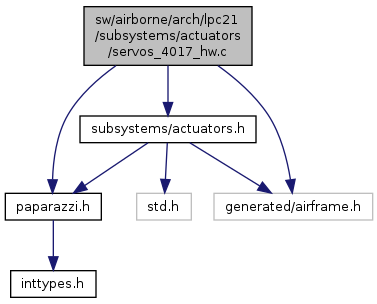 sw/airborne/arch/lpc21
/subsystems/actuators
/servos_4017_hw.c
subsystems/actuators.h
paparazzi.h
std.h
generated/airframe.h
inttypes.h